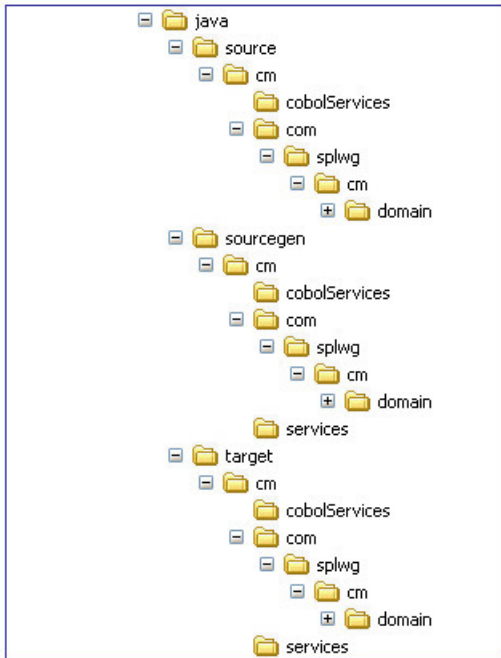 java
source
cm
cobolServices
com
splwg
cm
domain
sourcegen
cm
cobolServices
com
splwg
cm
domain
services
target
cm
cobolServices
com
splwg
cm
domain
services